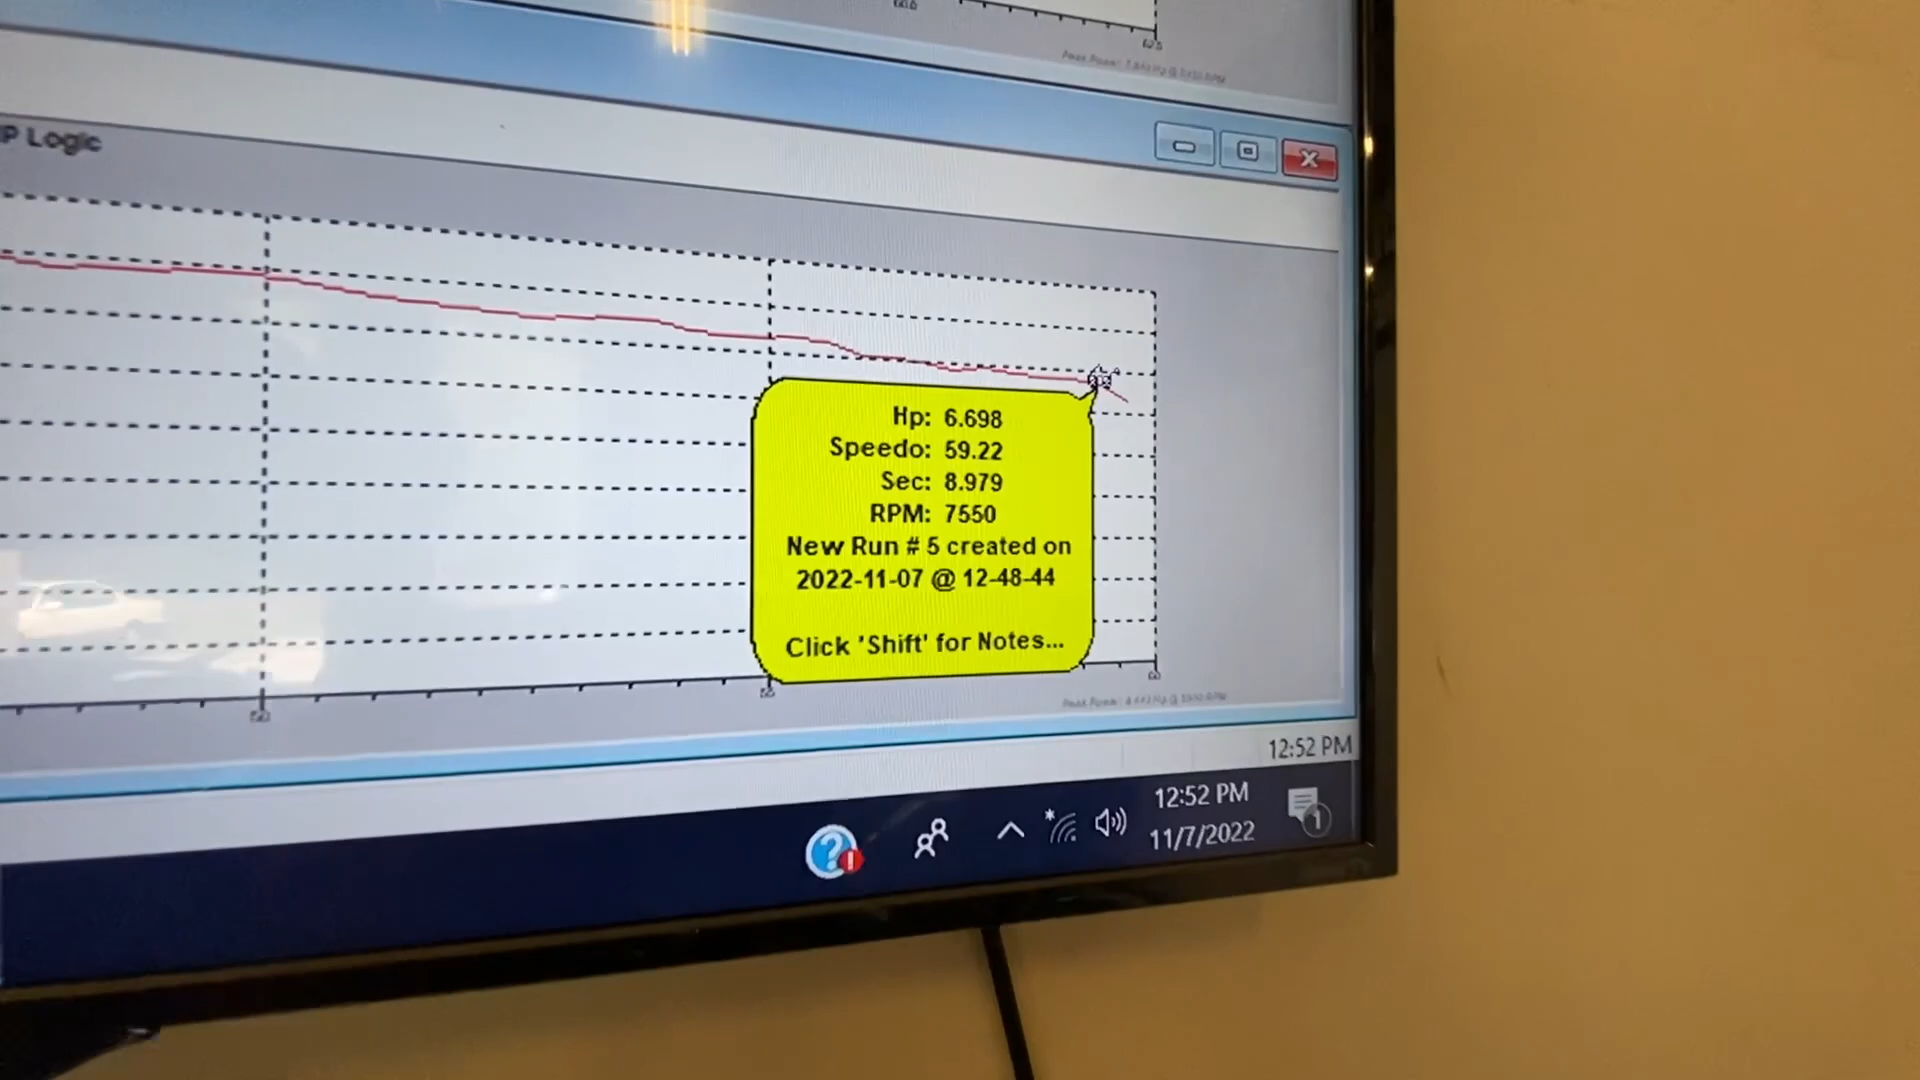 P Logic
Hp: 6.698
Speedo: 59.22
Sec: 8.979
RPM: 7550
New Run # 5 created on
2022-11-07 @ 12-48-44
Click 'Shift' for Notes...
12:52 PM
12:52 PM
11/7/2022
1